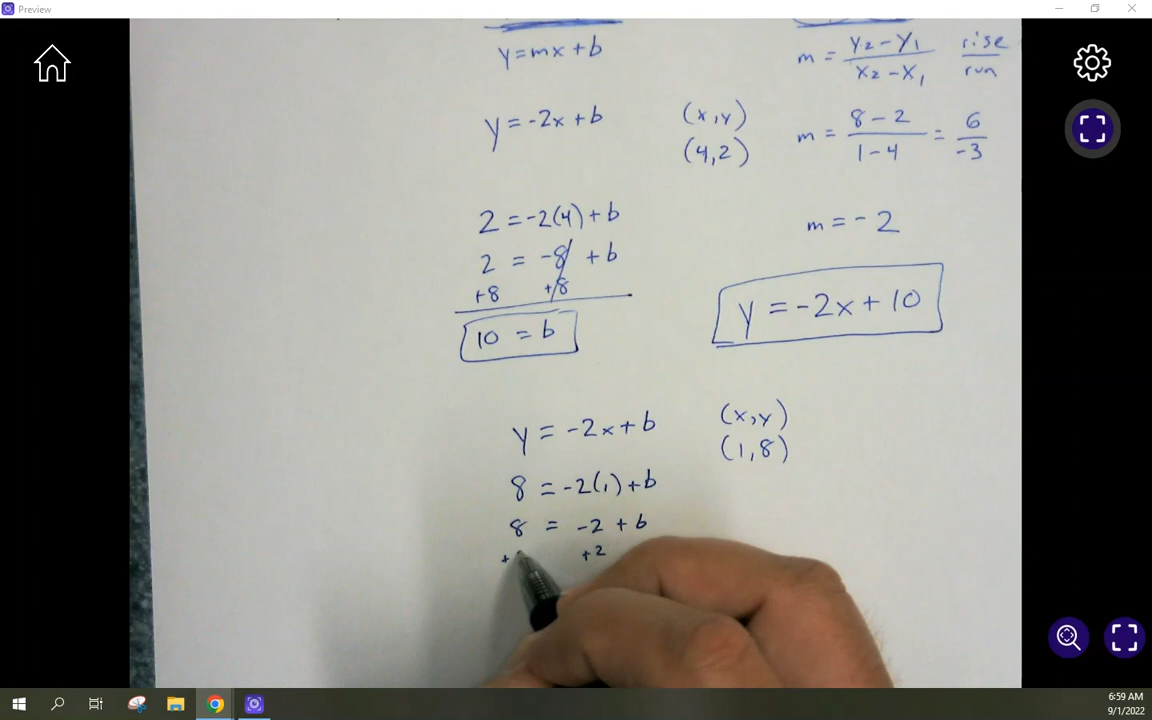 Preview
y = mx + b
m = y₂ - y₁ / x₂ - x₁ rise / run
y = -2x + b
(x, y)
(4, 2)
m = 8 - 2 / 1 - 4 = 6 / -3
2 = -2(4) + b
2 = -8 + b
+8 +8
10 = b
m = -2
y = -2x + 10
y = -2x + b
(x, y)
(1, 8)
8 = -2(1) + b
8 = -2 + b
+ +2
6:59 AM
9/1/2022